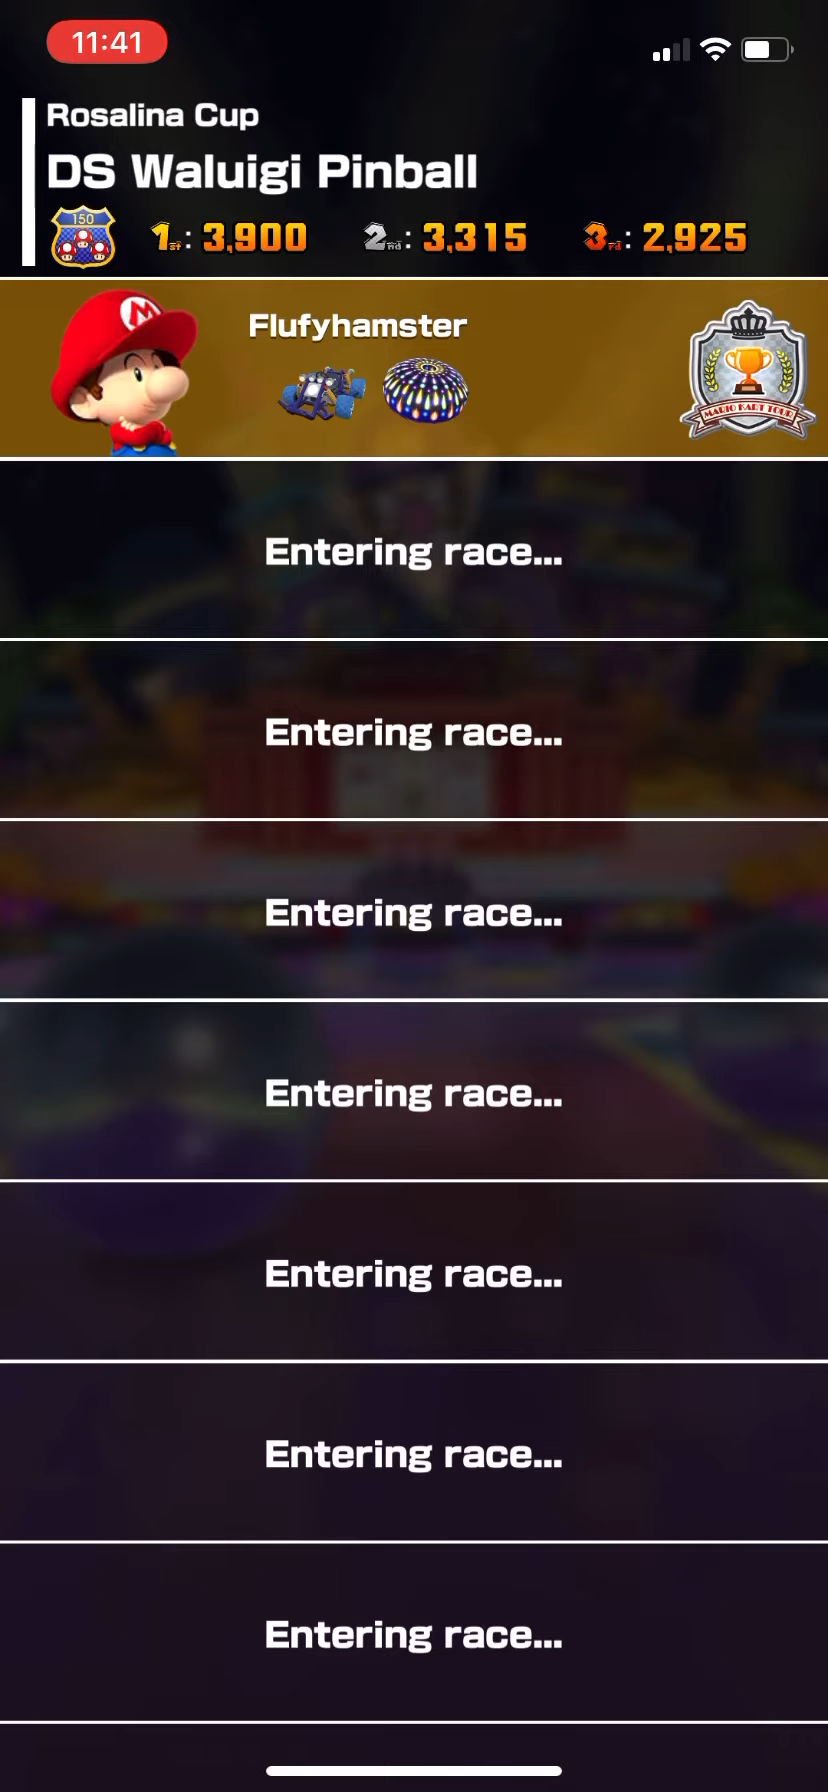 11:41
Rosalina Cup
DS Waluigi Pinball
150 1st: 3,900 2nd: 3,315 3rd: 2,925
M
Flufyhamster
MARIO KART TOUR
Entering race...
Entering race...
Entering race...
Entering race...
Entering race...
Entering race...
Entering race...